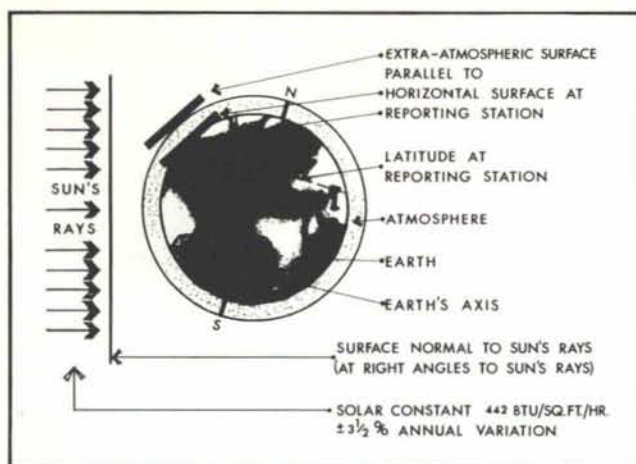 EXTRA-ATMOSPHERIC SURFACE
PARALLEL TO
HORIZONTAL SURFACE AT
REPORTING STATION
N
LATITUDE AT
REPORTING STATION
SUN'S
RAYS
ATMOSPHERE
EARTH
EARTH'S AXIS
S
SURFACE NORMAL TO SUN'S RAYS
(AT RIGHT ANGLES TO SUN'S RAYS)
SOLAR CONSTANT 442 BTU/SQ.FT./HR.
±3½% ANNUAL VARIATION